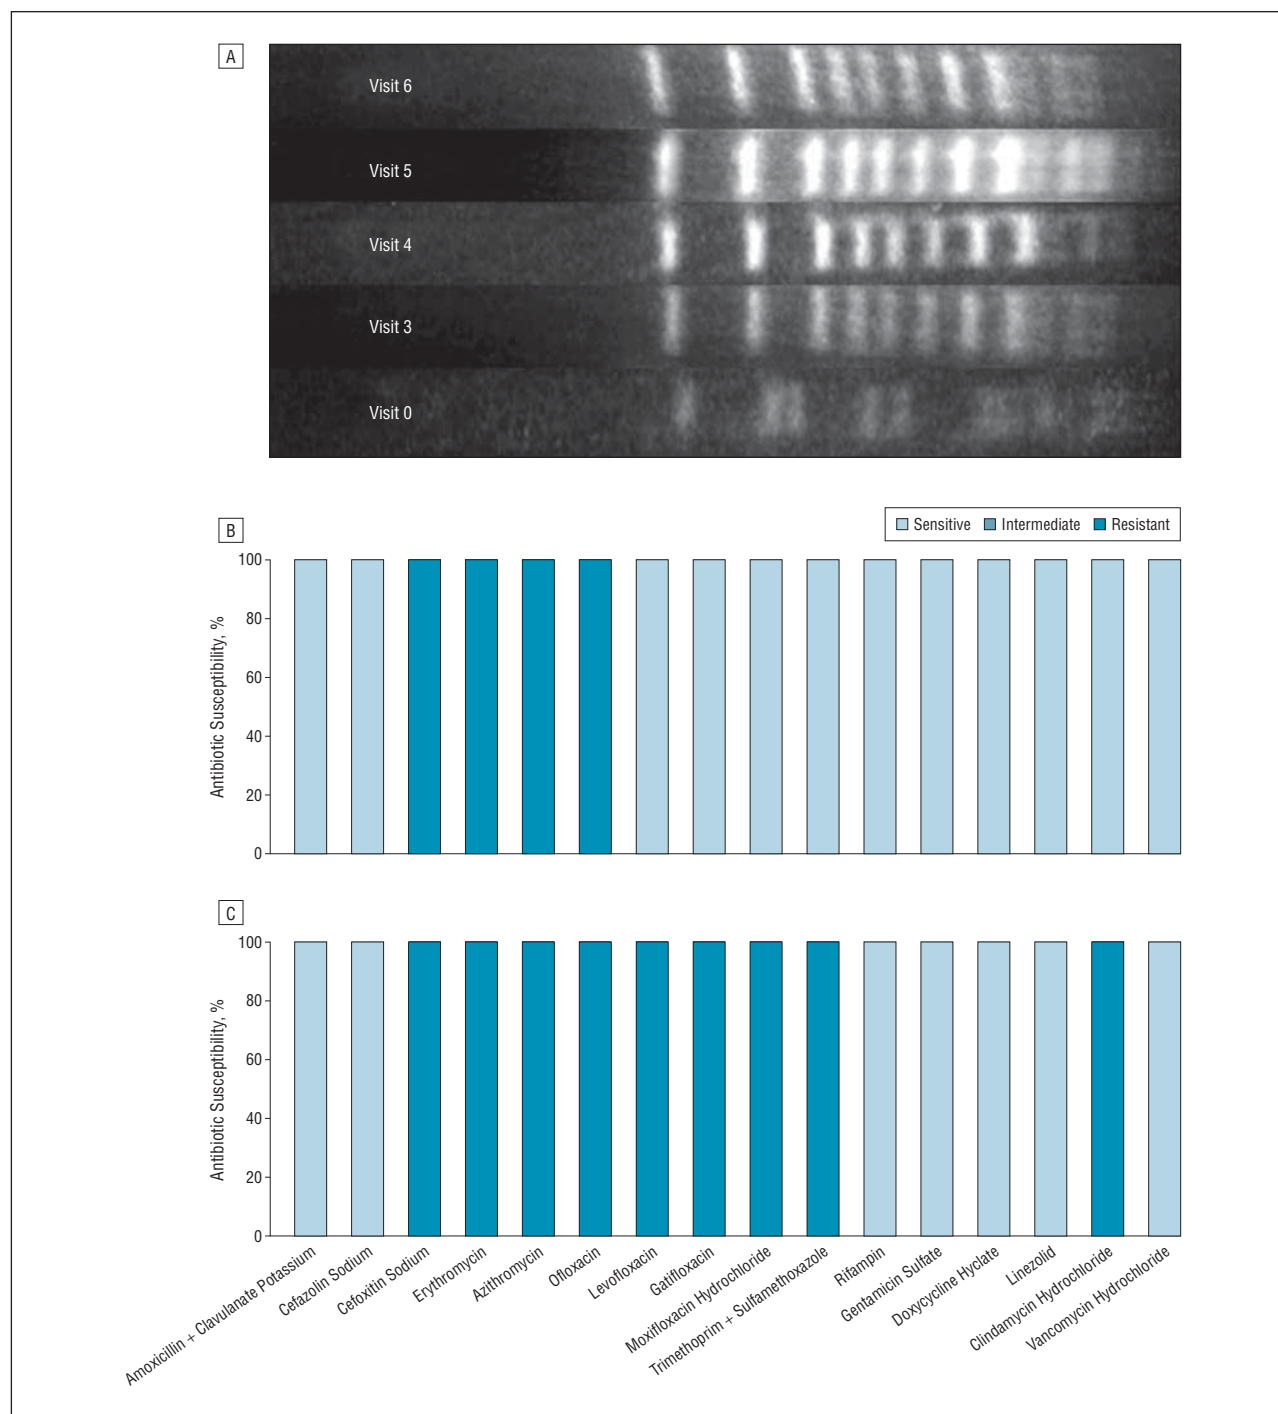 A
Visit 6
Visit 5
Visit 4
Visit 3
Visit 0
B
Sensitive Intermediate Resistant
100
80
60
40
20
0
Antibiotic Susceptibility, %
C
100
80
60
40
20
0
Antibiotic Susceptibility, %
Amoxicillin + Clavulanate Potassium
Cefazolin Sodium
Cefoxitin Sodium
Erythromycin
Azithromycin
Ofloxacin
Levofloxacin
Gatifloxacin
Moxifloxacin Hydrochloride
Trimethoprim + Sulfamethoxazole
Rifampin
Gentamicin Sulfate
Doxycycline Hyclate
Linezolid
Clindamycin Hydrochloride
Vancomycin Hydrochloride